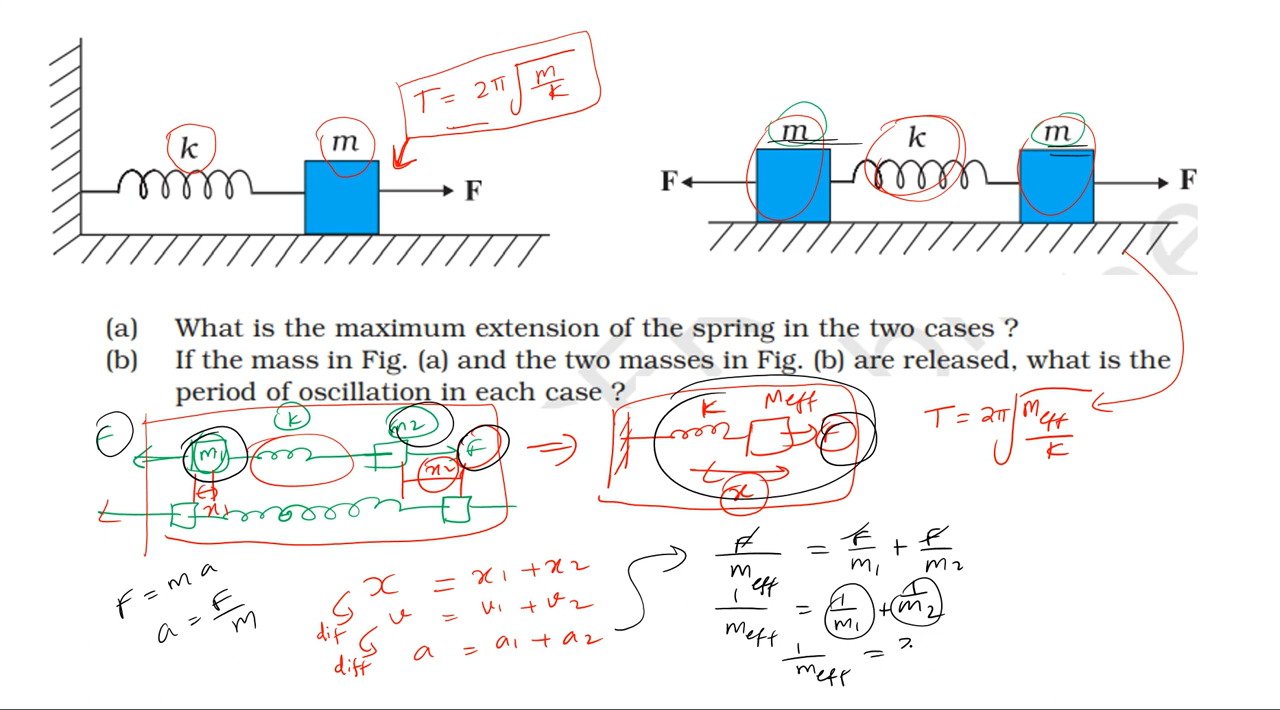 T = 2π√(m/k)
k
m
F
F
m
k
m
F
(a) What is the maximum extension of the spring in the two cases ?
(b) If the mass in Fig. (a) and the two masses in Fig. (b) are released, what is the
period of oscillation in each case ?
F
m1
k
m2
F
x2
x1
⇒
K
Meff
F
x
T = 2π√(meff/K)
F = ma
a = F/m
x = x1 + x2
dif
v = v1 + v2
diff
a = a1 + a2
F/meff = F/m1 + F/m2
1/meff = 1/m1 + 1/m2
1/meff =